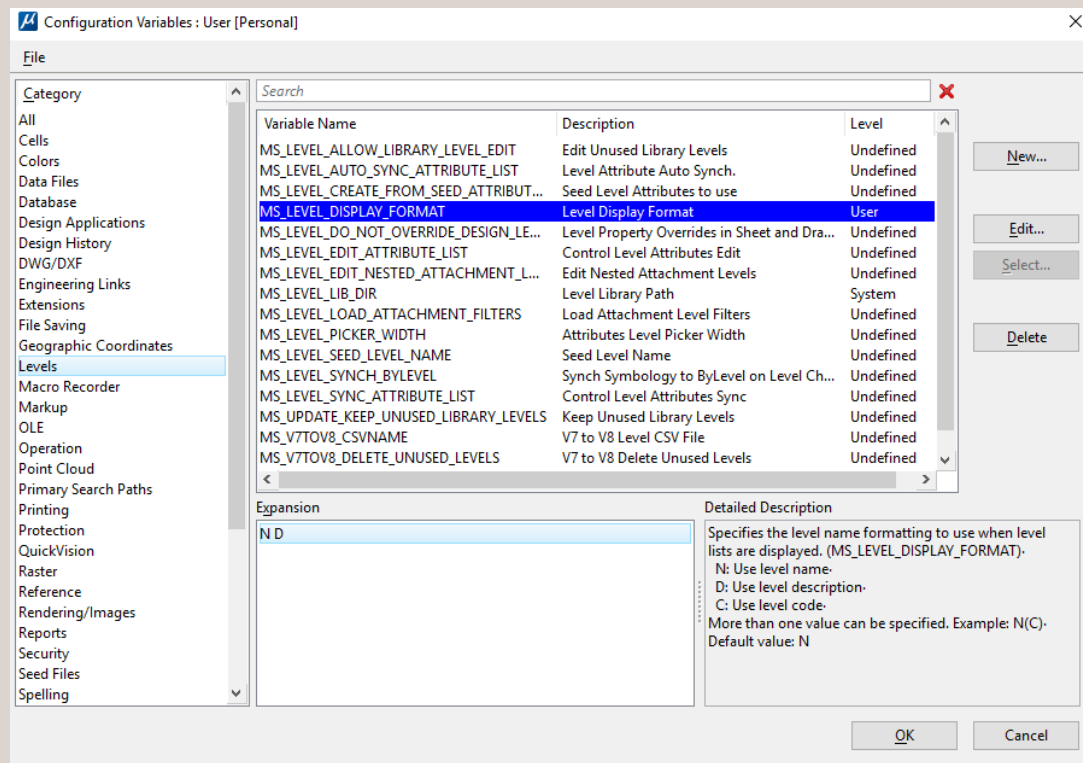 Configuration Variables : User [Personal]
File
Category
All
Cells
Colors
Data Files
Database
Design Applications
Design History
DWG/DXF
Engineering Links
Extensions
File Saving
Geographic Coordinates
Levels
Macro Recorder
Markup
OLE
Operation
Point Cloud
Primary Search Paths
Printing
Protection
QuickVision
Raster
Reference
Rendering/Images
Reports
Security
Seed Files
Spelling
Search
Variable Name Description Level
MS_LEVEL_ALLOW_LIBRARY_LEVEL_EDIT Edit Unused Library Levels Undefined
MS_LEVEL_AUTO_SYNC_ATTRIBUTE_LIST Level Attribute Auto Synch. Undefined
MS_LEVEL_CREATE_FROM_SEED_ATTRIBUT... Seed Level Attributes to use Undefined
MS_LEVEL_DISPLAY_FORMAT Level Display Format User
MS_LEVEL_DO_NOT_OVERRIDE_DESIGN_LE... Level Property Overrides in Sheet and Dra... Undefined
MS_LEVEL_EDIT_ATTRIBUTE_LIST Control Level Attributes Edit Undefined
MS_LEVEL_EDIT_NESTED_ATTACHMENT_L... Edit Nested Attachment Levels Undefined
MS_LEVEL_LIB_DIR Level Library Path System
MS_LEVEL_LOAD_ATTACHMENT_FILTERS Load Attachment Level Filters Undefined
MS_LEVEL_PICKER_WIDTH Attributes Level Picker Width Undefined
MS_LEVEL_SEED_LEVEL_NAME Seed Level Name Undefined
MS_LEVEL_SYNCH_BYLEVEL Synch Symbology to ByLevel on Level Ch... Undefined
MS_LEVEL_SYNC_ATTRIBUTE_LIST Control Level Attributes Sync Undefined
MS_UPDATE_KEEP_UNUSED_LIBRARY_LEVELS Keep Unused Library Levels Undefined
MS_V7TOV8_CSVNAME V7 to V8 Level CSV File Undefined
MS_V7TOV8_DELETE_UNUSED_LEVELS V7 to V8 Delete Unused Levels Undefined
New...
Edit...
Select...
Delete
Expansion
N D
Detailed Description
Specifies the level name formatting to use when level
lists are displayed. (MS_LEVEL_DISPLAY_FORMAT)·
N: Use level name·
D: Use level description·
C: Use level code·
More than one value can be specified. Example: N(C)·
Default value: N
OK
Cancel